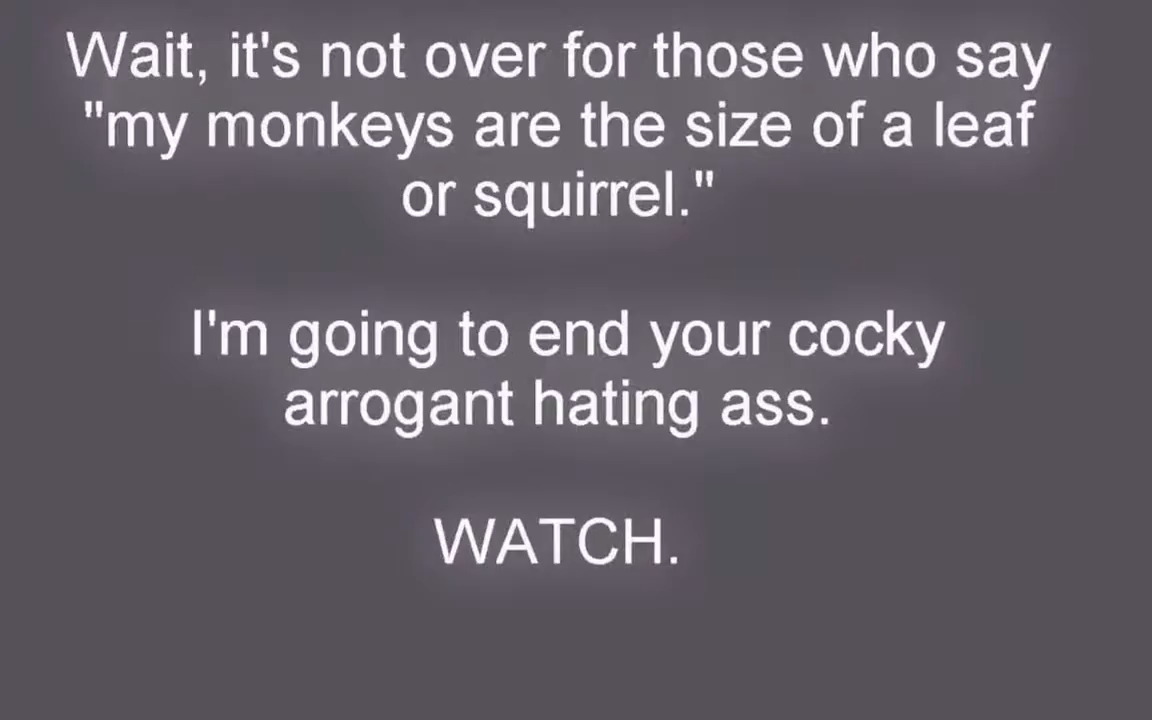 Wait, it's not over for those who say
"my monkeys are the size of a leaf
or squirrel."
I'm going to end your cocky
arrogant hating ass.
WATCH.